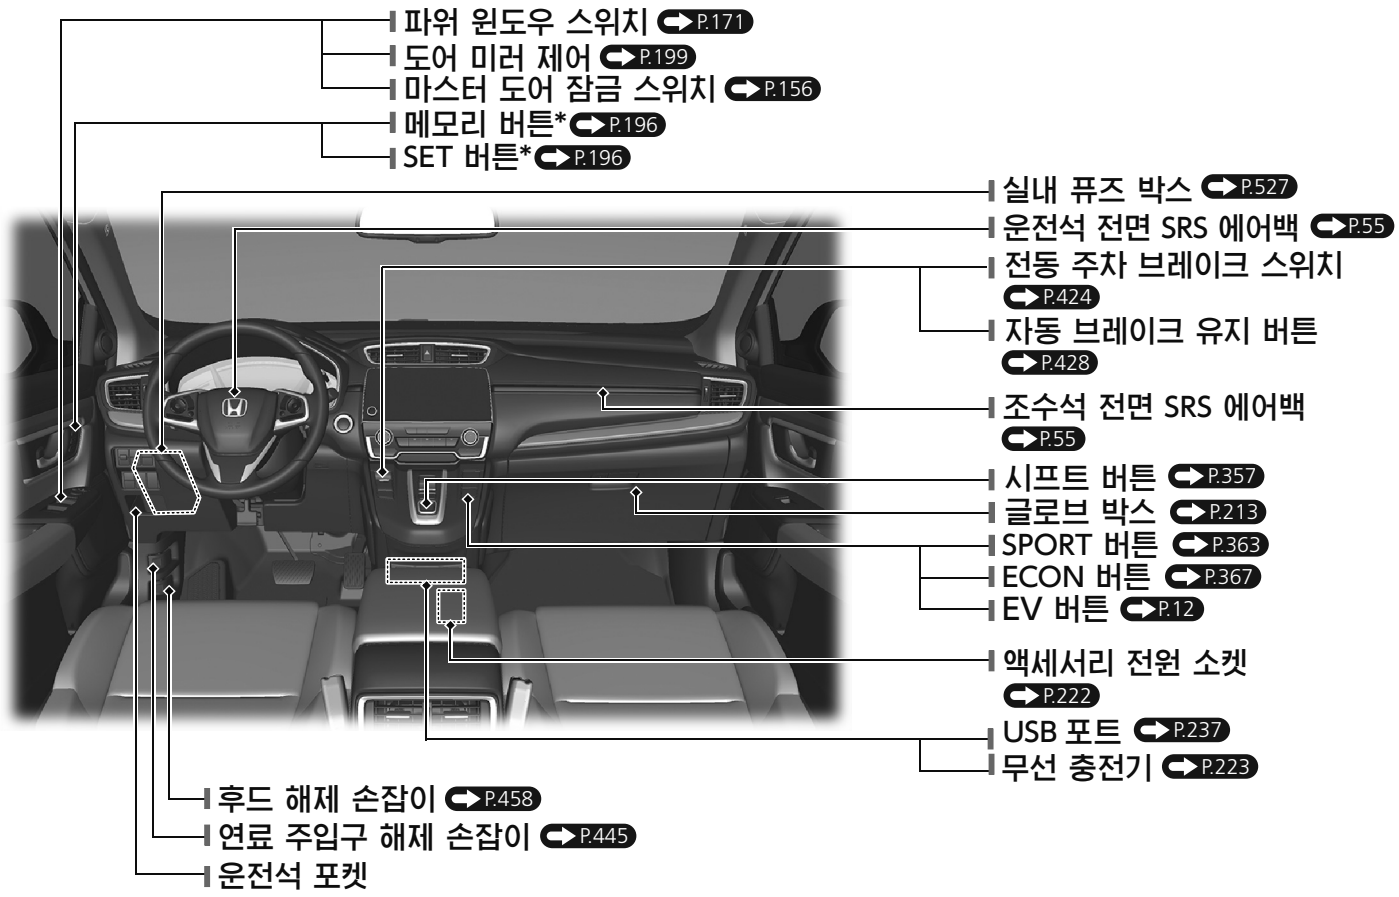 파워 윈도우 스위치 P.171
도어 미러 제어 P.199
마스터 도어 잠금 스위치 P.156
메모리 버튼* P.196
SET 버튼* P.196
실내 퓨즈 박스 P.527
운전석 전면 SRS 에어백 P.55
전동 주차 브레이크 스위치
P.424
자동 브레이크 유지 버튼
P.428
조수석 전면 SRS 에어백
P.55
시프트 버튼 P.357
글로브 박스 P.213
SPORT 버튼 P.363
ECON 버튼 P.367
EV 버튼 P.12
액세서리 전원 소켓
P.222
USB 포트 P.237
무선 충전기 P.223
후드 해제 손잡이 P.458
연료 주입구 해제 손잡이 P.445
운전석 포켓